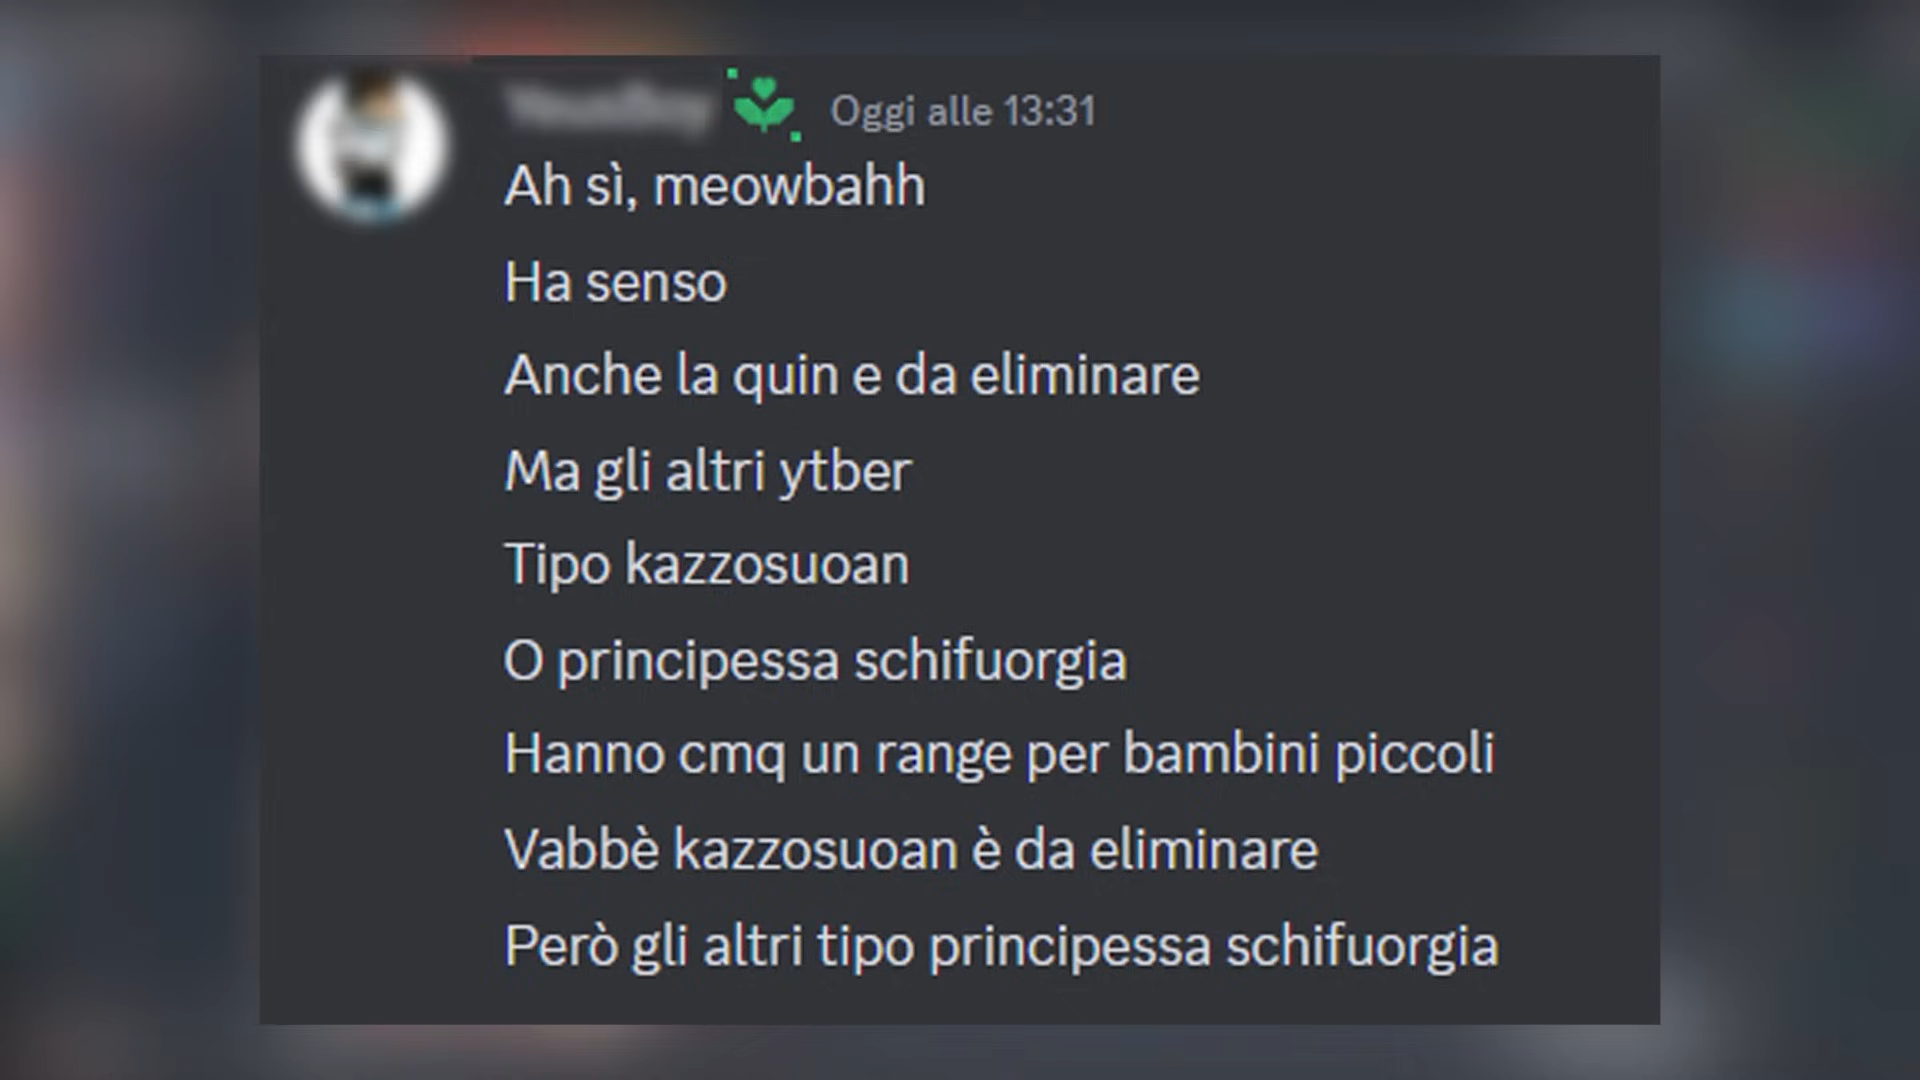 Oggi alle 13:31
Ah sì, meowbahh
Ha senso
Anche la quin e da eliminare
Ma gli altri ytber
Tipo kazzosuoan
O principessa schifuorgia
Hanno cmq un range per bambini piccoli
Vabbè kazzosuoan è da eliminare
Però gli altri tipo principessa schifuorgia